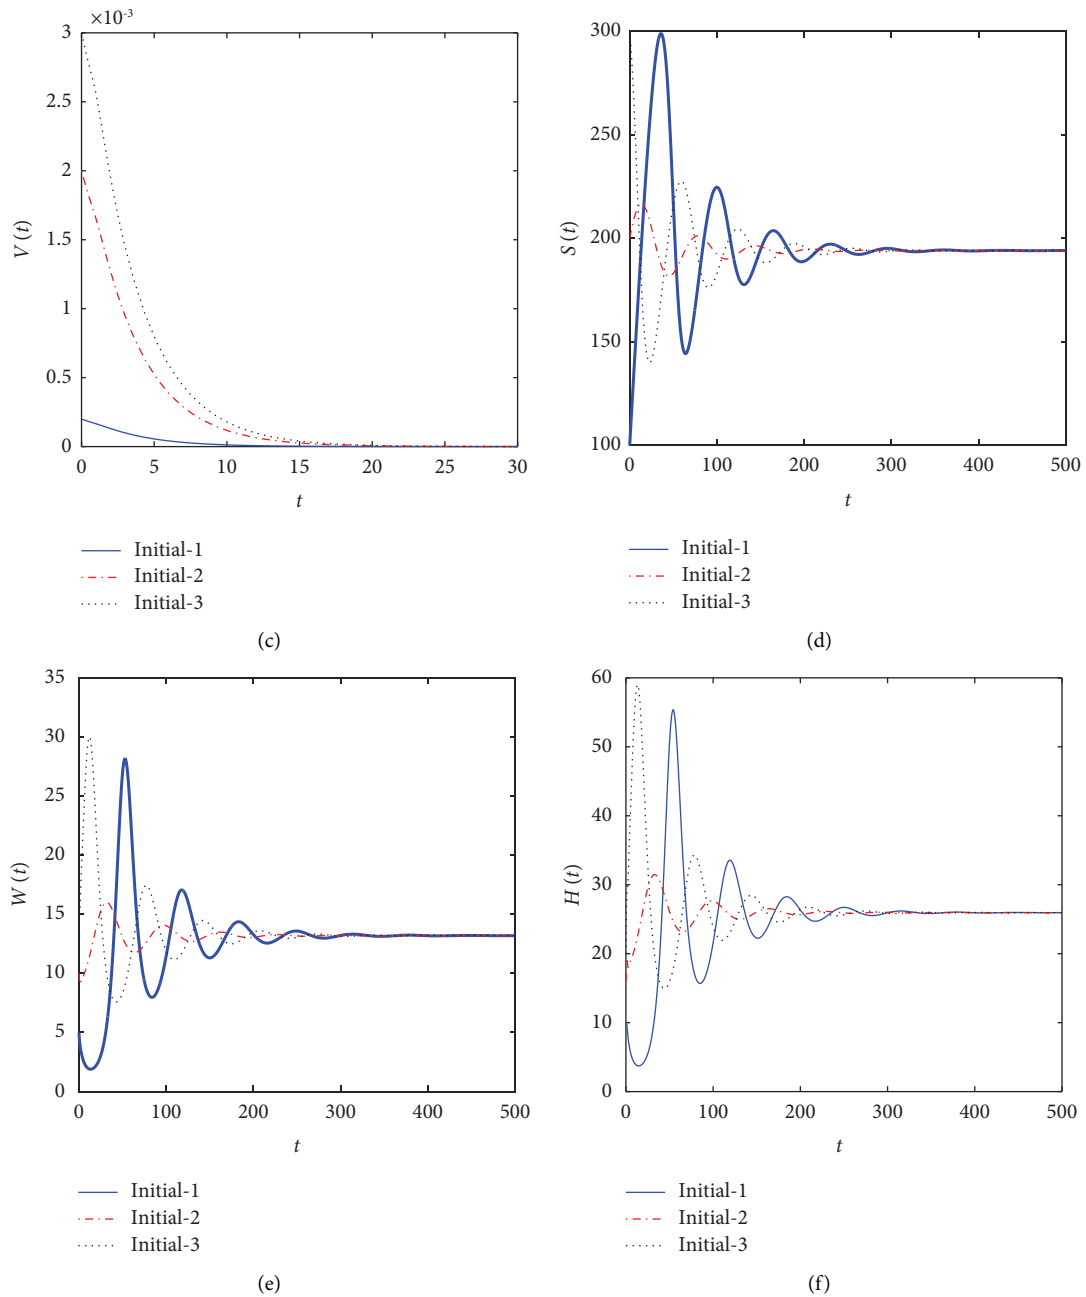 ×10⁻³
3
2.5
2
1.5
1
0.5
0
V (t)
0 5 10 15 20 25 30
t
Initial-1
Initial-2
Initial-3
(c)
300
250
200
150
100
S (t)
0 100 200 300 400 500
t
Initial-1
Initial-2
Initial-3
(d)
35
30
25
20
15
10
5
0
W (t)
0 100 200 300 400 500
t
Initial-1
Initial-2
Initial-3
(e)
60
50
40
30
20
10
0
H (t)
0 100 200 300 400 500
t
Initial-1
Initial-2
Initial-3
(f)